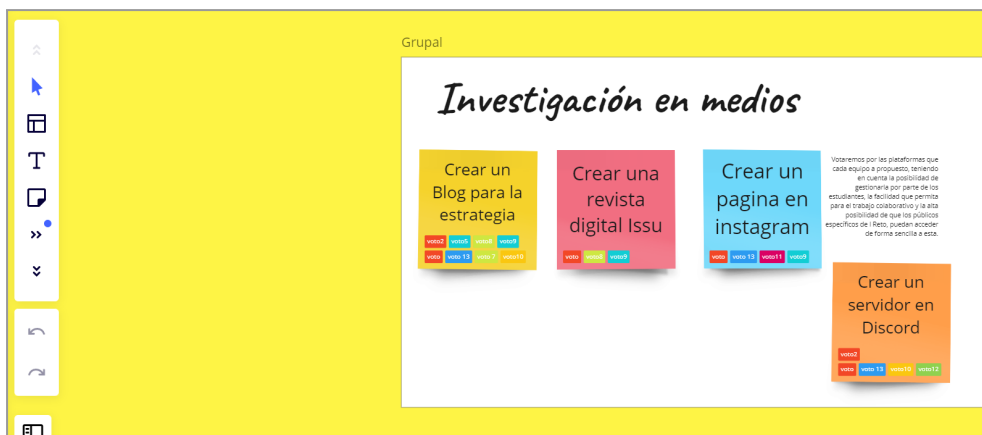 Grupal
Investigación en medios
Crear un
Blog para la
estrategia
voto2 voto5 voto8 voto9
voto voto 13 voto 7 voto10
Crear una
revista
digital Issu
voto voto8 voto9
Crear un
pagina en
instagram
voto voto 13 voto11 voto9
Votaremos por las plataformas que
cada equipo a propuesto, teniendo
en cuenta la posibilidad de
gestionarla por parte de los
estudiantes, la facilidad que permita
para el trabajo colaborativo y la alta
posibilidad de que los públicos
específicos de l Reto, puedan acceder
de forma sencilla a esta.
Crear un
servidor en
Discord
voto2
voto voto 13 voto10 voto12